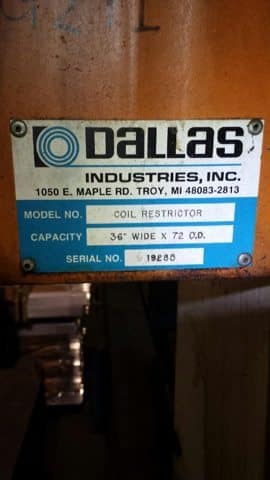 DALLAS
INDUSTRIES, INC.
1050 E. MAPLE RD. TROY, MI 48083-2813
MODEL NO. COIL RESTRICTOR
CAPACITY 36" WIDE X 72 O.D.
SERIAL NO.